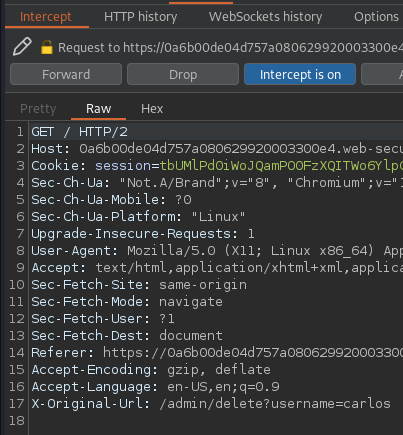 Intercept HTTP history WebSockets history Options
Request to https://0a6b00de04d757a080629920003300e4
Forward Drop Intercept is on
Pretty Raw Hex
1 GET / HTTP/2
2 Host: 0a6b00de04d757a080629920003300e4.web-secu
3 Cookie: session=tbUMlPd0iWoJQamPOOFzXQITWo6Ylp
4 Sec-Ch-Ua: "Not.A/Brand";v="8", "Chromium";v="1
5 Sec-Ch-Ua-Mobile: ?0
6 Sec-Ch-Ua-Platform: "Linux"
7 Upgrade-Insecure-Requests: 1
8 User-Agent: Mozilla/5.0 (X11; Linux x86_64) App
9 Accept: text/html,application/xhtml+xml,applica
10 Sec-Fetch-Site: same-origin
11 Sec-Fetch-Mode: navigate
12 Sec-Fetch-User: ?1
13 Sec-Fetch-Dest: document
14 Referer: https://0a6b00de04d757a080629920003300
15 Accept-Encoding: gzip, deflate
16 Accept-Language: en-US,en;q=0.9
17 X-Original-Url: /admin/delete?username=carlos
18